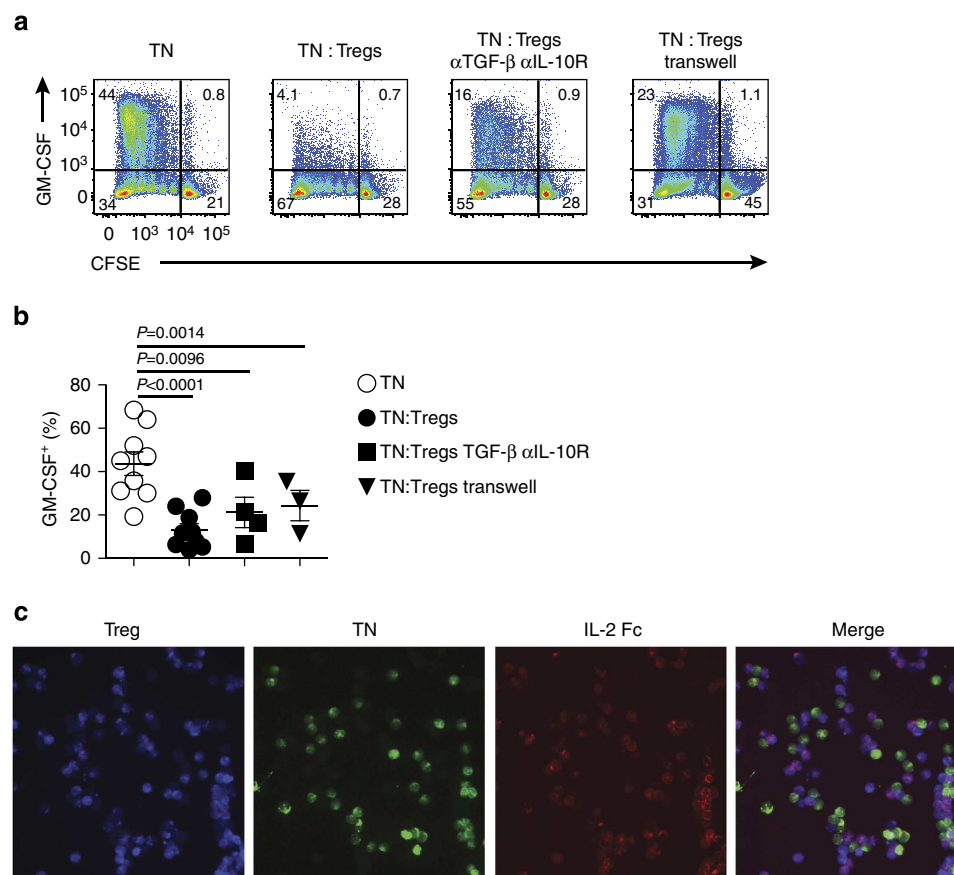 a
TN
TN : Tregs
TN : Tregs
αTGF-β αIL-10R
TN : Tregs
transwell
GM-CSF
10⁵
10⁴
10³
0
44
0.8
34
21
4.1
0.7
67
28
16
0.9
55
28
23
1.1
31
45
0 10³ 10⁴ 10⁵
CFSE
b
P=0.0014
P=0.0096
P<0.0001
GM-CSF⁺ (%)
80
60
40
20
0
TN
TN:Tregs
TN:Tregs TGF-β αIL-10R
TN:Tregs transwell
c
Treg
TN
IL-2 Fc
Merge